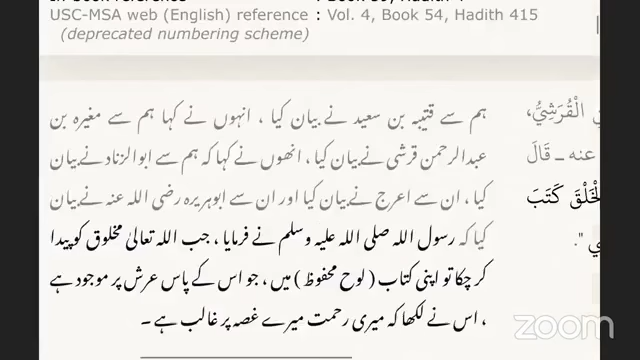 USC-MSA web (English) reference : Vol. 4, Book 54, Hadith 415
(deprecated numbering scheme)
الْقُرَشِيُّ،
عنه ـ قَالَ
الْخَلْقَ كَتَبَ
ي ‏"‏‏.
ہم سے قتیبہ بن سعید نے بیان کیا ، انہوں نے کہا ہم سے مغیرہ بن
عبدالرحمن قرشی نے بیان کیا ، انھوں نے کہا کہ ہم سے ابوالزناد نے بیان
کیا ، ان سے اعرج نے بیان کیا اور ان سے ابوہریرہ رضی اللہ عنہ نے بیان
کیا کہ رسول اللہ صلی اللہ علیہ وسلم نے فرمایا ، جب اللہ تعالیٰ مخلوق کو پیدا
کر چکا تو اپنی کتاب ( لوح محفوظ ) میں ، جو اس کے پاس عرش پر موجود ہے
، اس نے لکھا کہ میری رحمت میرے غصہ پر غالب ہے ۔
zoom